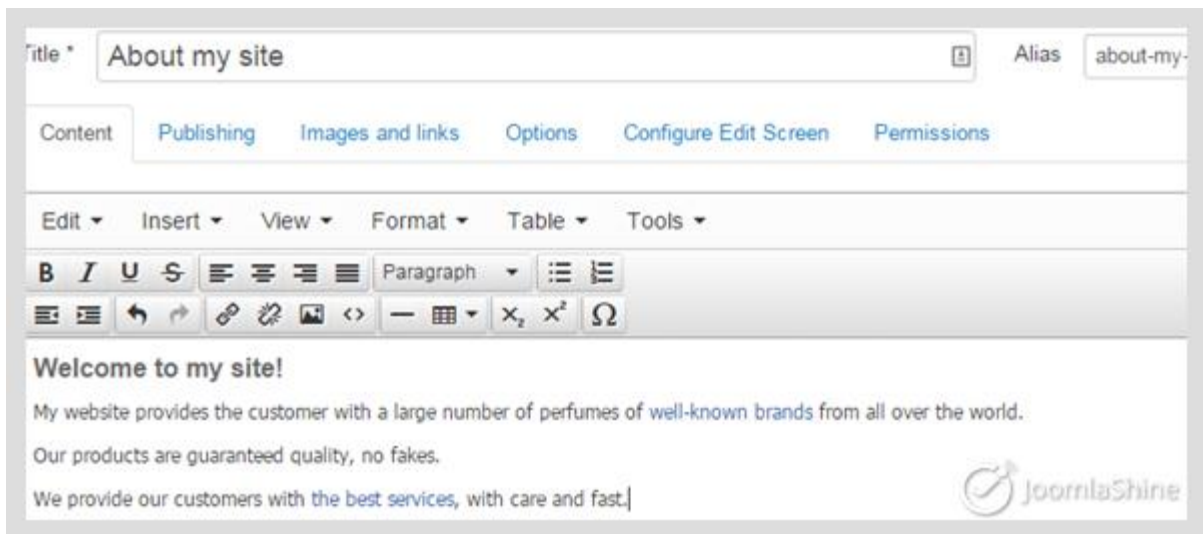 Title * About my site Alias about-my-
Content Publishing Images and links Options Configure Edit Screen Permissions
Edit Insert View Format Table Tools
B I U S Paragraph
X₂ X² Ω
Welcome to my site!
My website provides the customer with a large number of perfumes of well-known brands from all over the world.
Our products are guaranteed quality, no fakes.
We provide our customers with the best services, with care and fast.
JoomlaShine